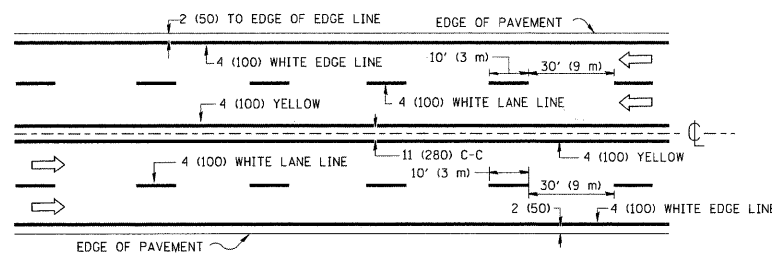 2 (50) TO EDGE OF EDGE LINE
EDGE OF PAVEMENT
4 (100) WHITE EDGE LINE
10' (3 m)
30' (9 m)
4 (100) YELLOW
4 (100) WHITE LANE LINE
CL
4 (100) WHITE LANE LINE
11 (280) C-C
4 (100) YELLOW
10' (3 m)
30' (9 m)
2 (50)
4 (100) WHITE EDGE LINE
EDGE OF PAVEMENT